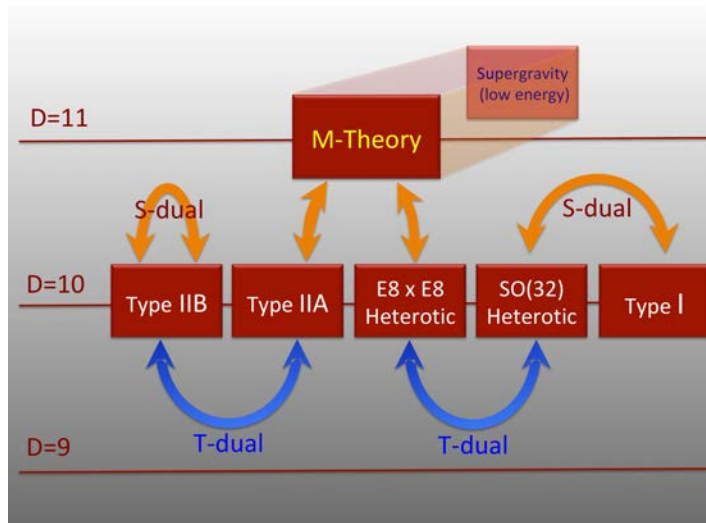 Supergravity
(low energy)
D=11
M-Theory
S-dual
S-dual
D=10
Type IIB
Type IIA
E8 x E8
Heterotic
SO(32)
Heterotic
Type I
T-dual
T-dual
D=9